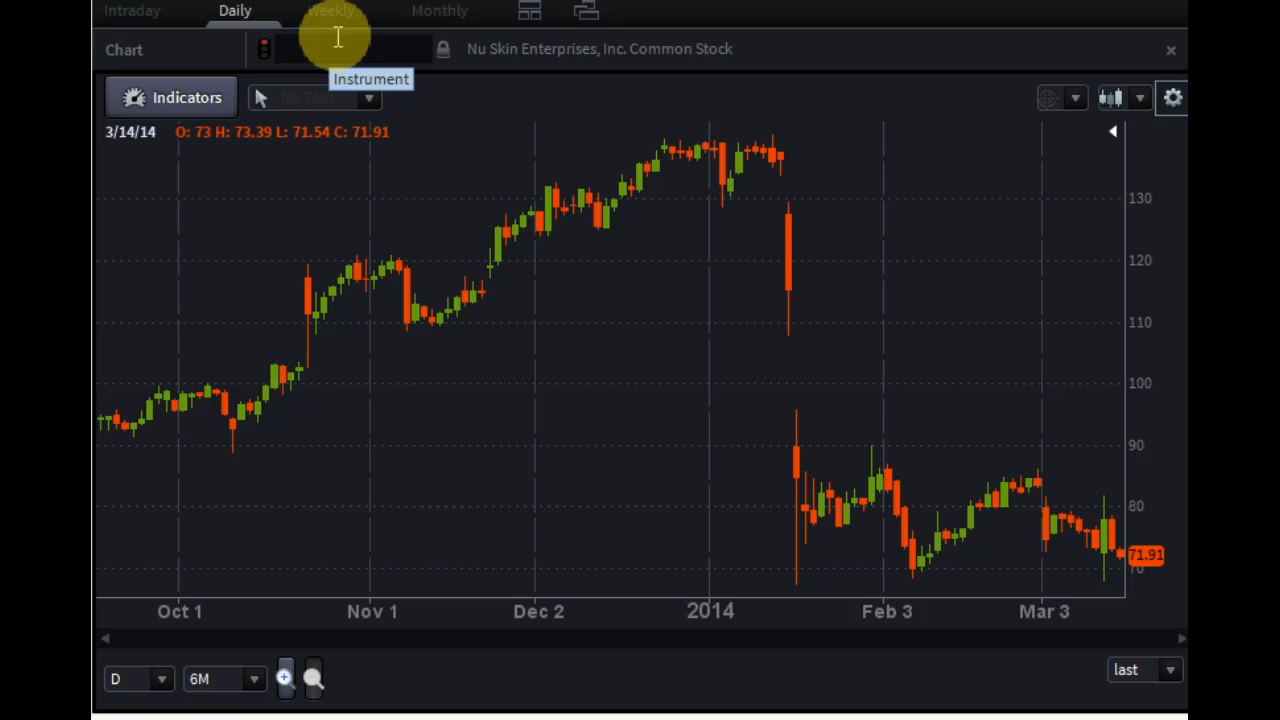 Intraday Daily Weekly Monthly
Chart Nu Skin Enterprises, Inc. Common Stock
Instrument
Indicators No Tool
3/14/14 O: 73 H: 73.39 L: 71.54 C: 71.91
130
120
110
100
90
80
71.91
70
Oct 1 Nov 1 Dec 2 2014 Feb 3 Mar 3
D 6M last